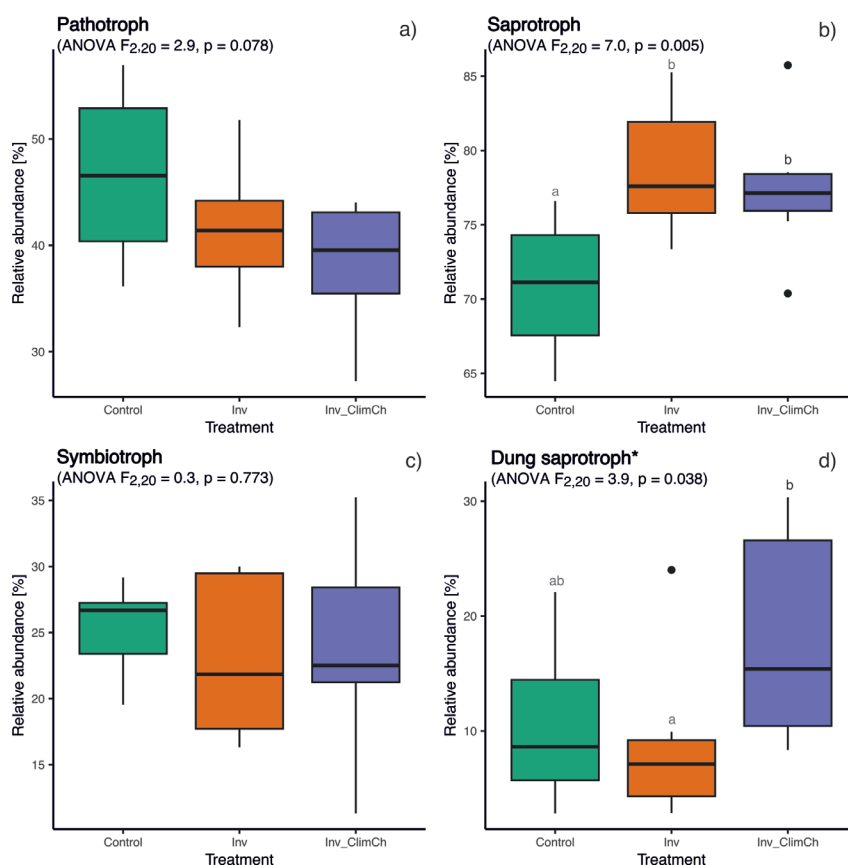 Pathotroph
a)
(ANOVA F2,20 = 2.9, p = 0.078)
Relative abundance [%]
50
40
30
Control
Inv
Inv_ClimCh
Treatment
Saprotroph
b)
(ANOVA F2,20 = 7.0, p = 0.005)
Relative abundance [%]
85
80
75
70
65
a
b
b
Control
Inv
Inv_ClimCh
Treatment
Symbiotroph
c)
(ANOVA F2,20 = 0.3, p = 0.773)
Relative abundance [%]
35
30
25
20
15
Control
Inv
Inv_ClimCh
Treatment
Dung saprotroph*
d)
(ANOVA F2,20 = 3.9, p = 0.038)
Relative abundance [%]
30
20
10
ab
a
b
Control
Inv
Inv_ClimCh
Treatment